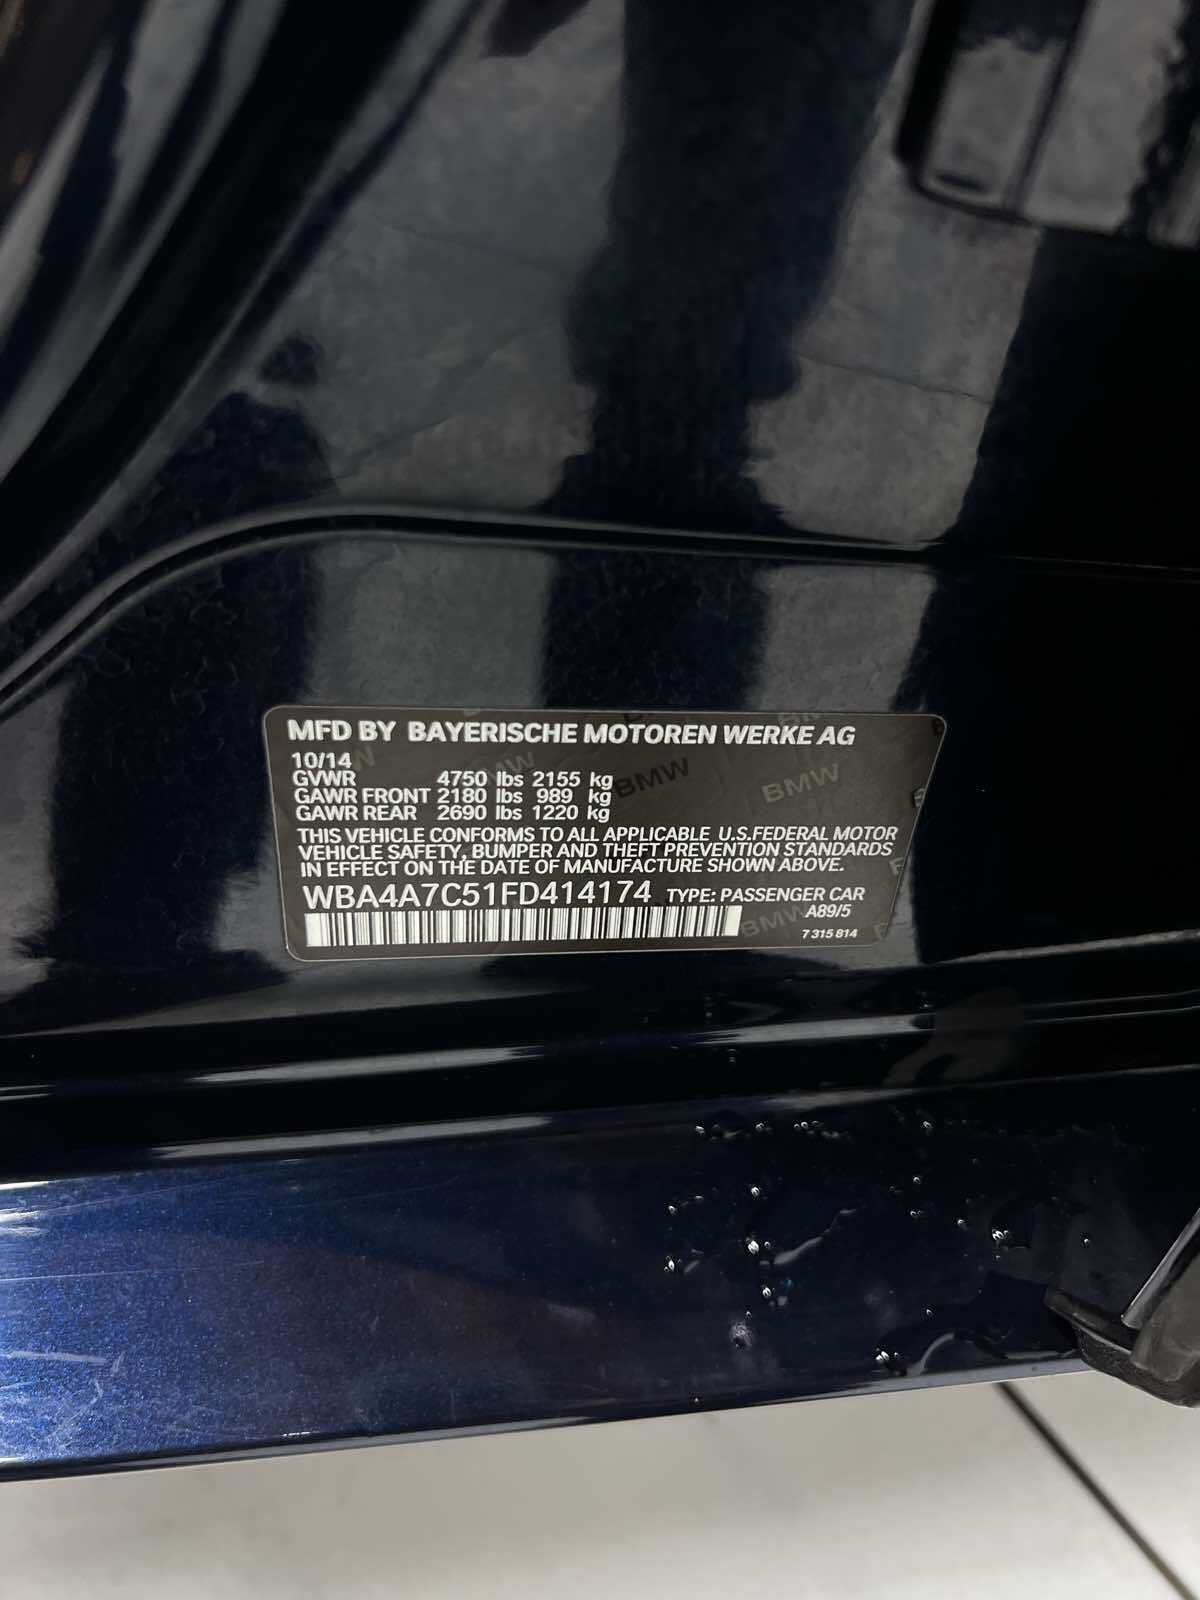 MFD BY BAYERISCHE MOTOREN WERKE AG
10/14
GVWR 4750 lbs 2155 kg
GAWR FRONT 2180 lbs 989 kg
GAWR REAR 2690 lbs 1220 kg
THIS VEHICLE CONFORMS TO ALL APPLICABLE U.S.FEDERAL MOTOR
VEHICLE SAFETY, BUMPER AND THEFT PREVENTION STANDARDS
IN EFFECT ON THE DATE OF MANUFACTURE SHOWN ABOVE.
WBA4A7C51FD414174 TYPE: PASSENGER CAR
A89/5
7 315 814
BMW
BMW
BMW